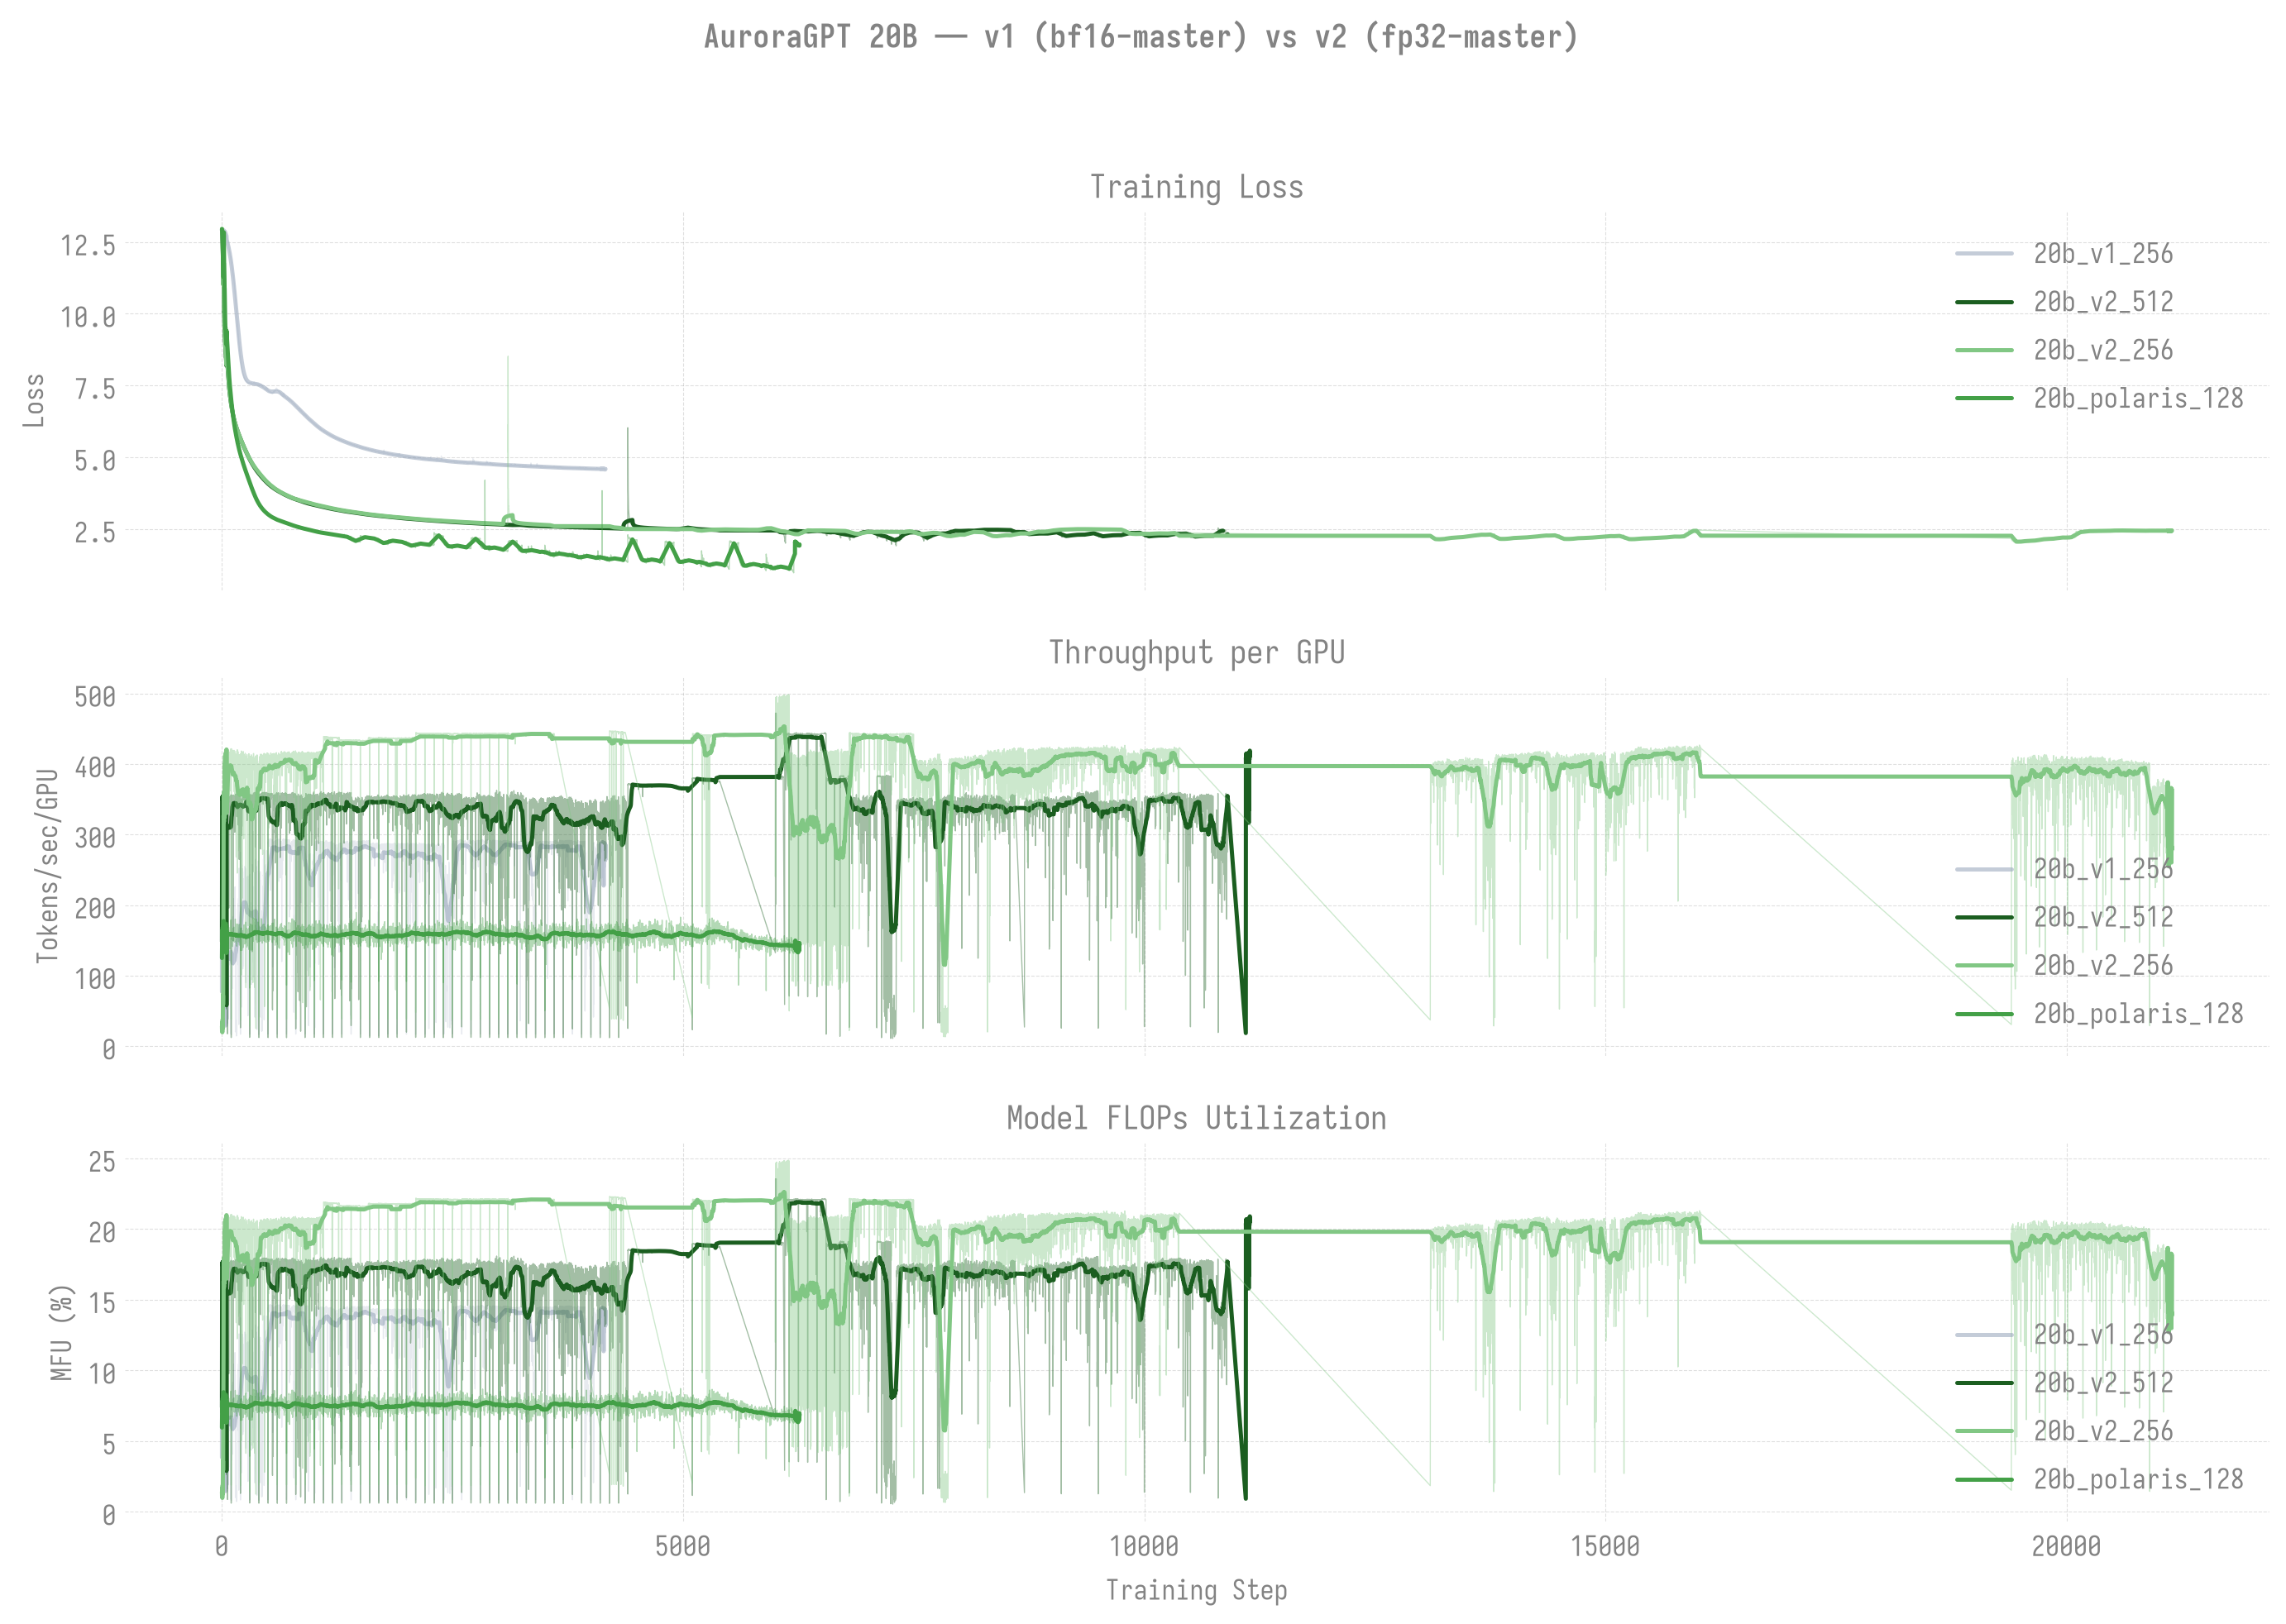 AuroraGPT 20B — v1 (bf16-master) vs v2 (fp32-master)
Training Loss
12.5
10.0
7.5
5.0
2.5
Loss
20b_v1_256
20b_v2_512
20b_v2_256
20b_polaris_128
Throughput per GPU
500
400
300
200
100
0
Tokens/sec/GPU
20b_v1_256
20b_v2_512
20b_v2_256
20b_polaris_128
Model FLOPs Utilization
25
20
15
10
5
0
MFU (%)
20b_v1_256
20b_v2_512
20b_v2_256
20b_polaris_128
0 5000 10000 15000 20000
Training Step